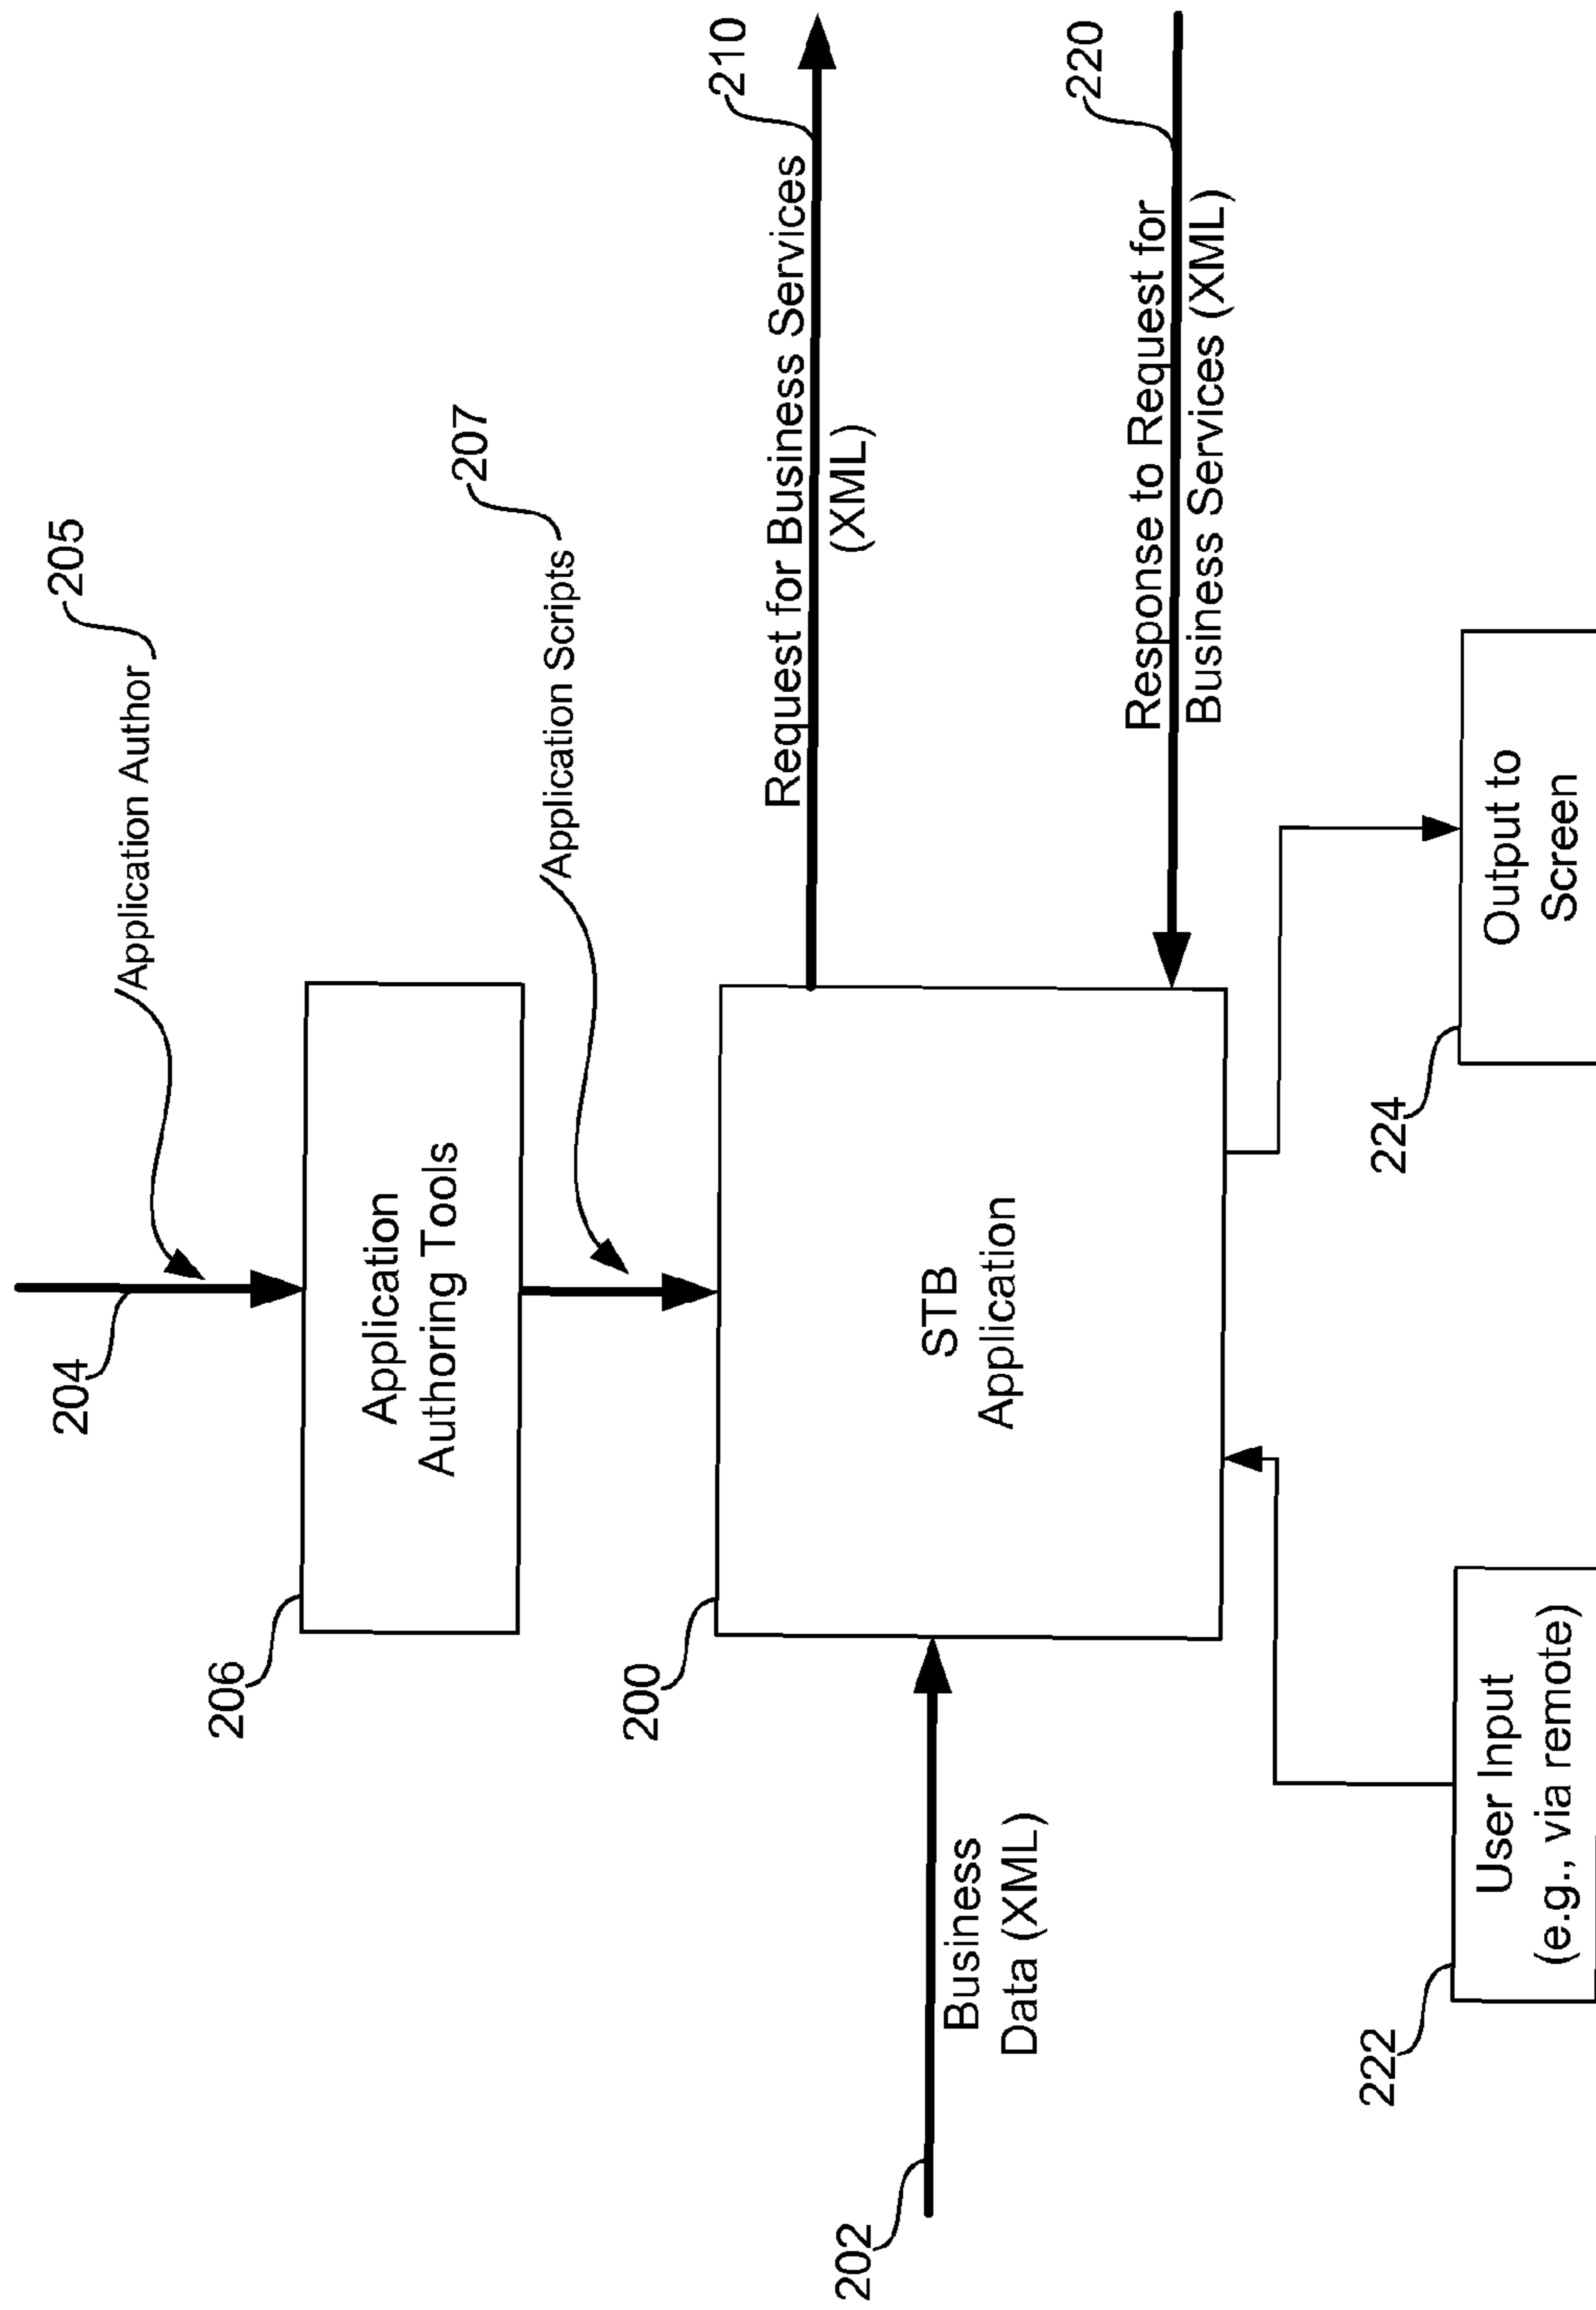 204
205
Application Author
206
Application
Authoring Tools
207
Application Scripts
200
STB
Application
210
Request for Business Services
(XML)
202
Business
Data (XML)
220
Response to Request for
Business Services (XML)
222
User Input
(e.g., via remote)
224
Output to
Screen